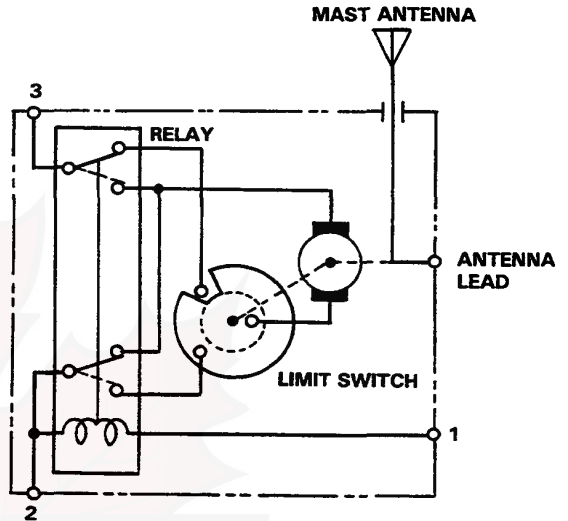 MAST ANTENNA
3
RELAY
ANTENNA
LEAD
LIMIT SWITCH
1
2